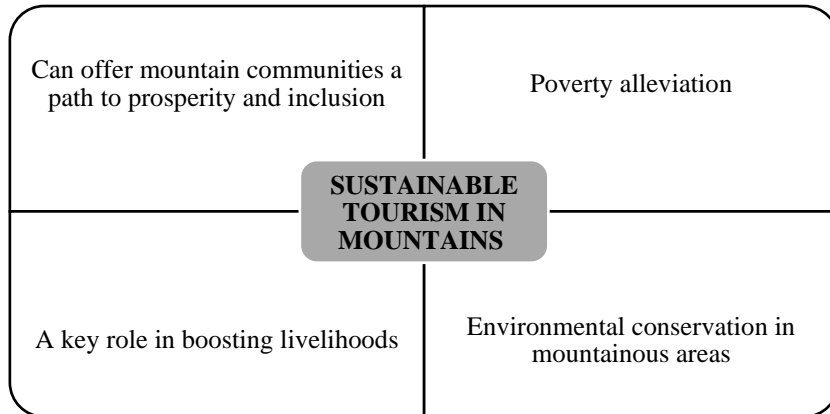 Can offer mountain communities a
path to prosperity and inclusion
Poverty alleviation
SUSTAINABLE
TOURISM IN
MOUNTAINS
A key role in boosting livelihoods
Environmental conservation in
mountainous areas